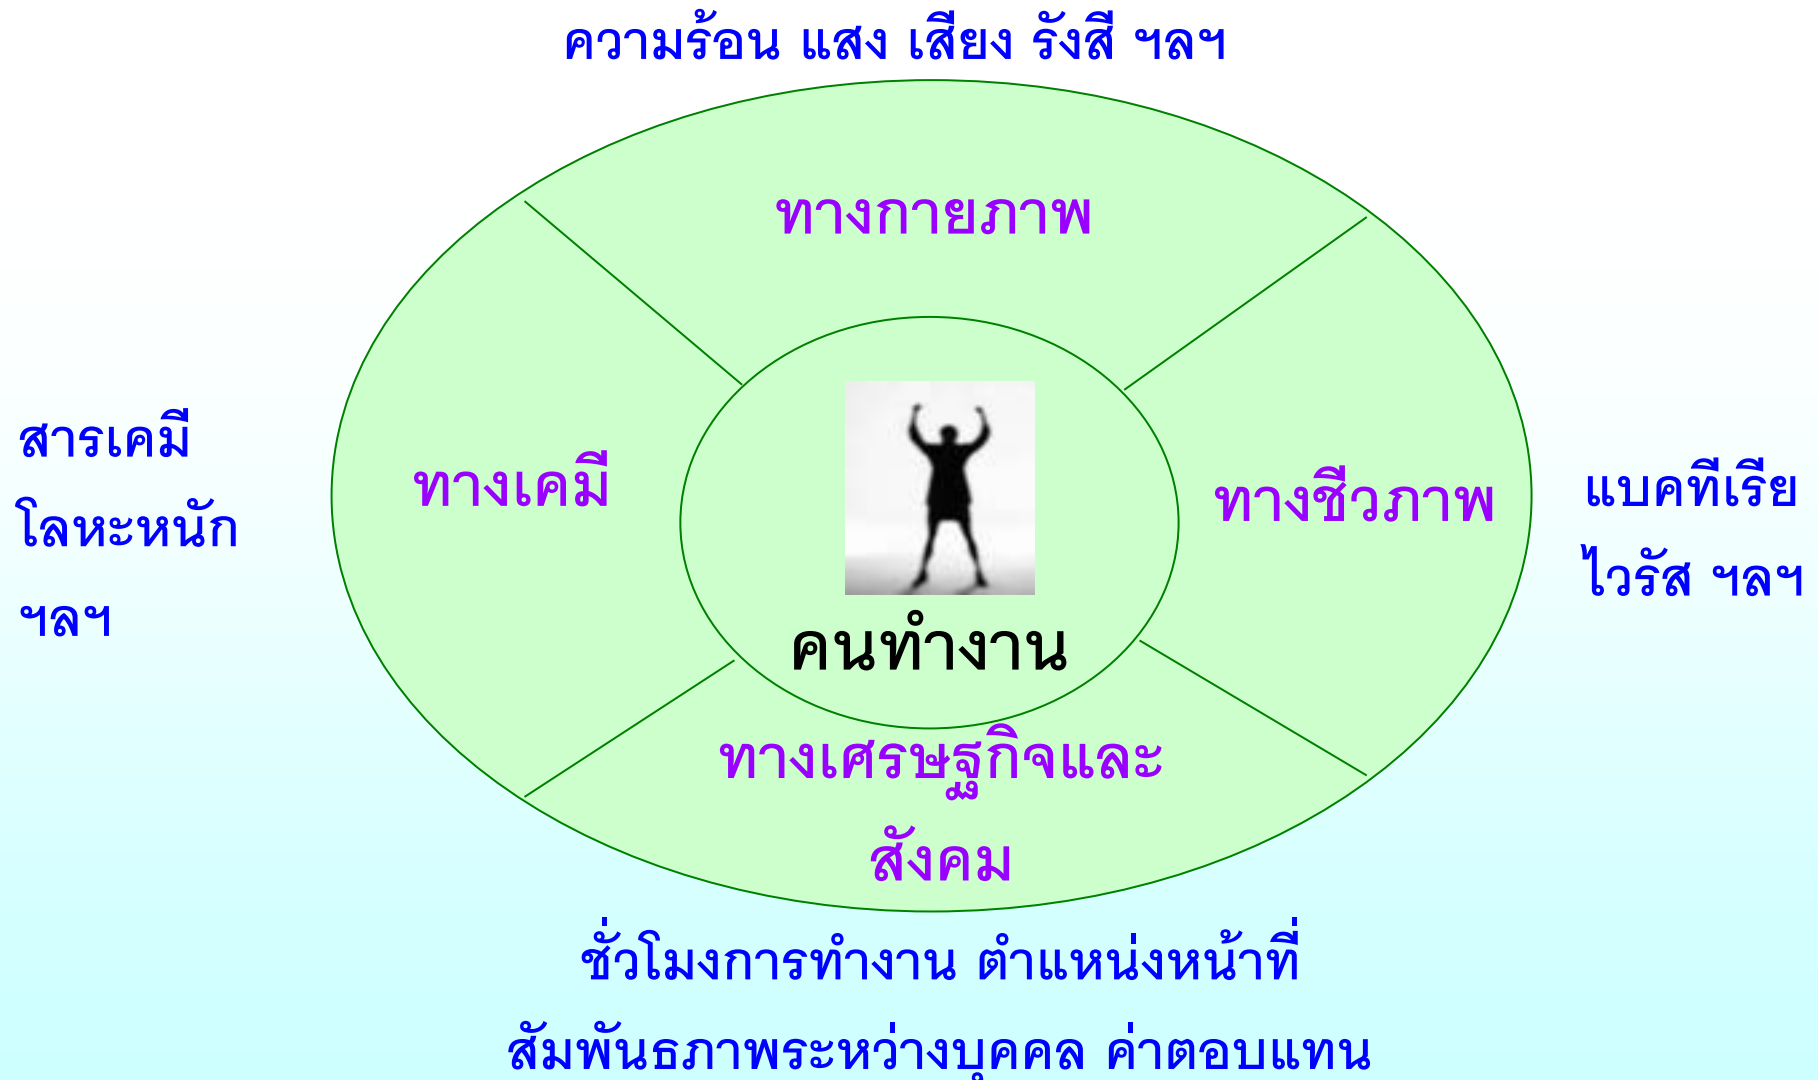 ความร้อน แสง เสียง รังสี ฯลฯ
ทางกายภาพ
สารเคมี
โลหะหนัก
ฯลฯ
ทางเคมี
ทางชีวภาพ
แบคทีเรีย
ไวรัส ฯลฯ
คนทำงาน
ทางเศรษฐกิจและ
สังคม
ชั่วโมงการทำงาน ตำแหน่งหน้าที่
สัมพันธภาพระหว่างบุคคล ค่าตอบแทน